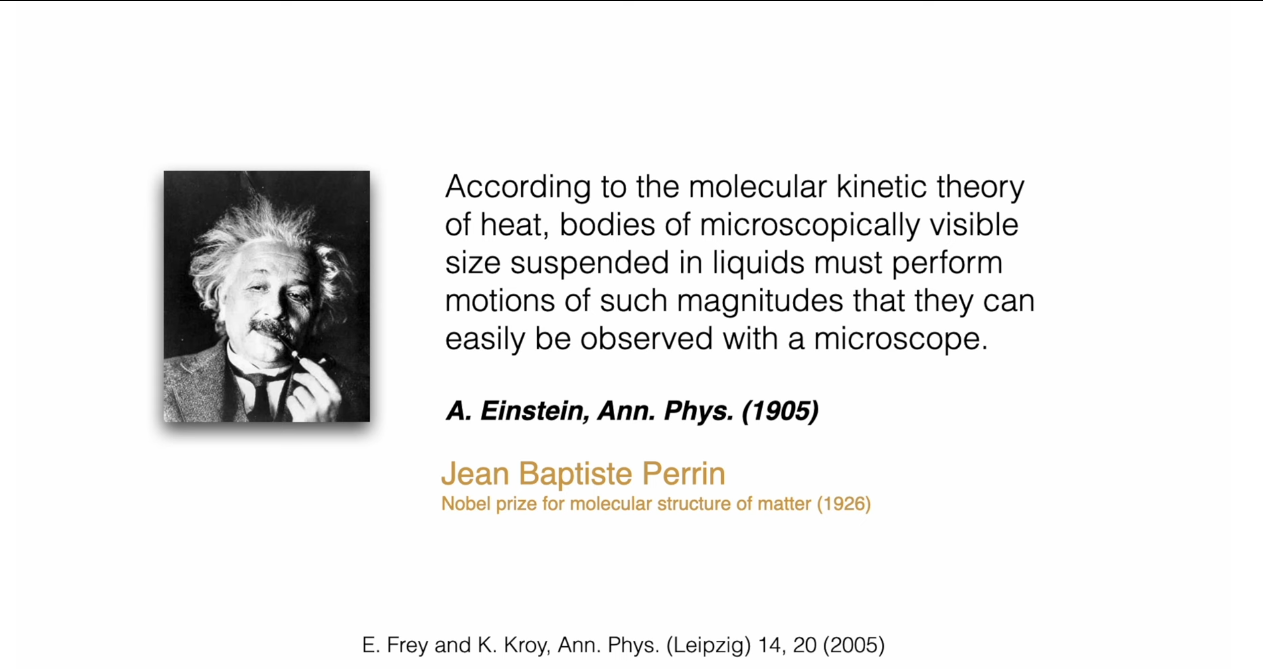 According to the molecular kinetic theory
of heat, bodies of microscopically visible
size suspended in liquids must perform
motions of such magnitudes that they can
easily be observed with a microscope.
A. Einstein, Ann. Phys. (1905)
Jean Baptiste Perrin
Nobel prize for molecular structure of matter (1926)
E. Frey and K. Kroy, Ann. Phys. (Leipzig) 14, 20 (2005)